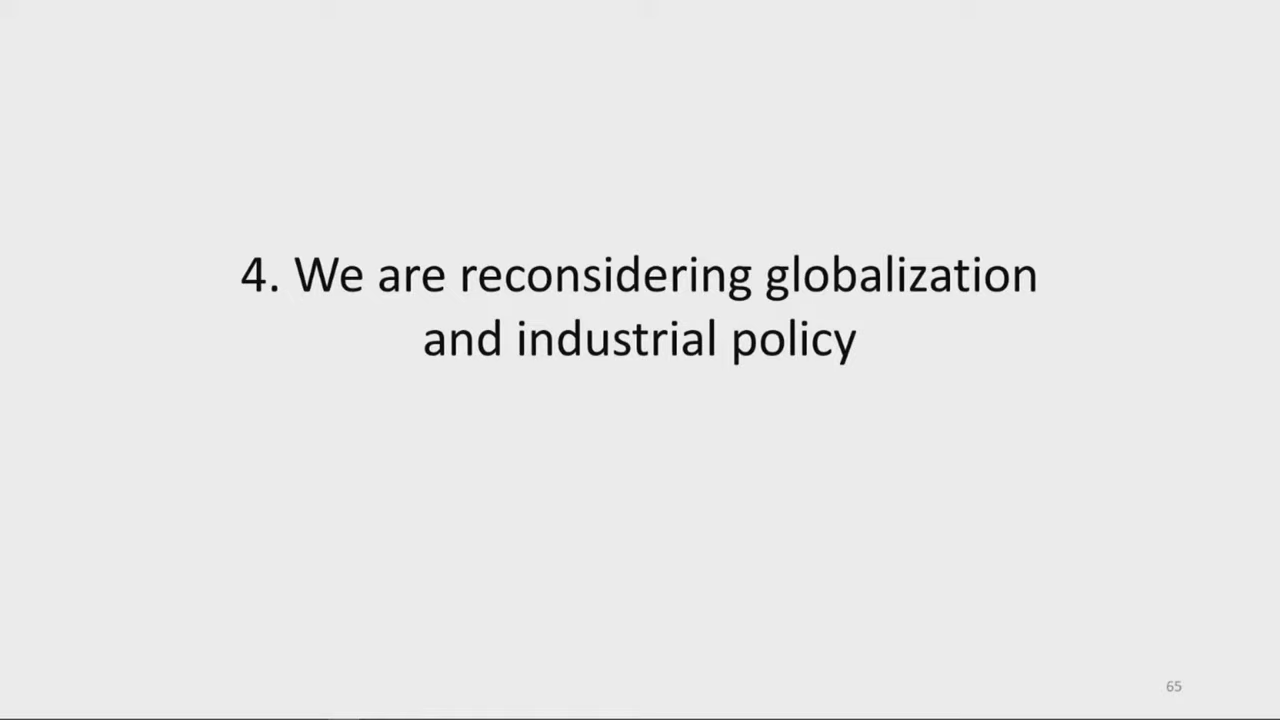 4. We are reconsidering globalization
and industrial policy
65